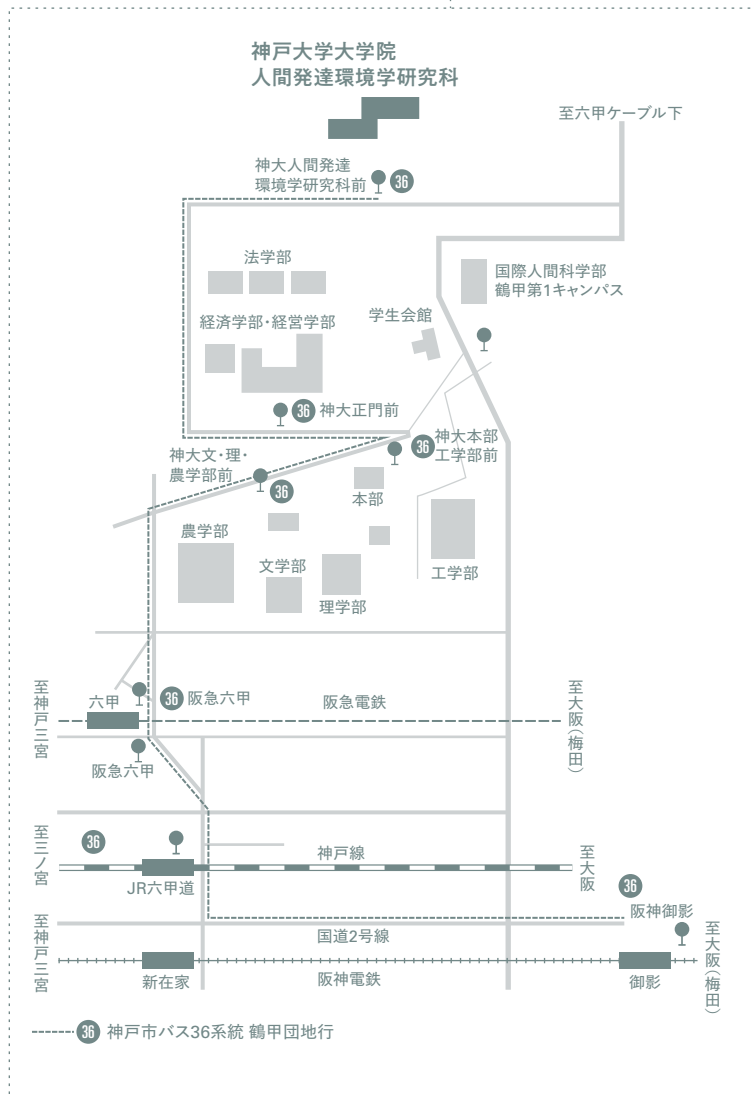 神戸大学大学院
人間発達環境学研究科
至六甲ケーブル下
神大人間発達
環境学研究科前
36
法学部
国際人間科学部
鶴甲第1キャンパス
経済学部・経営学部
学生会館
36
神大正門前
36
神大本部
工学部前
神大文・理・
農学部前
36
本部
農学部
文学部
理学部
工学部
至神戸三宮
六甲
36
阪急六甲
阪急電鉄
至大阪(梅田)
阪急六甲
至三ノ宮
36
JR六甲道
神戸線
至大阪
36
阪神御影
至神戸三宮
国道2号線
新在家
阪神電鉄
御影
至大阪(梅田)
36
神戸市バス36系統 鶴甲団地行